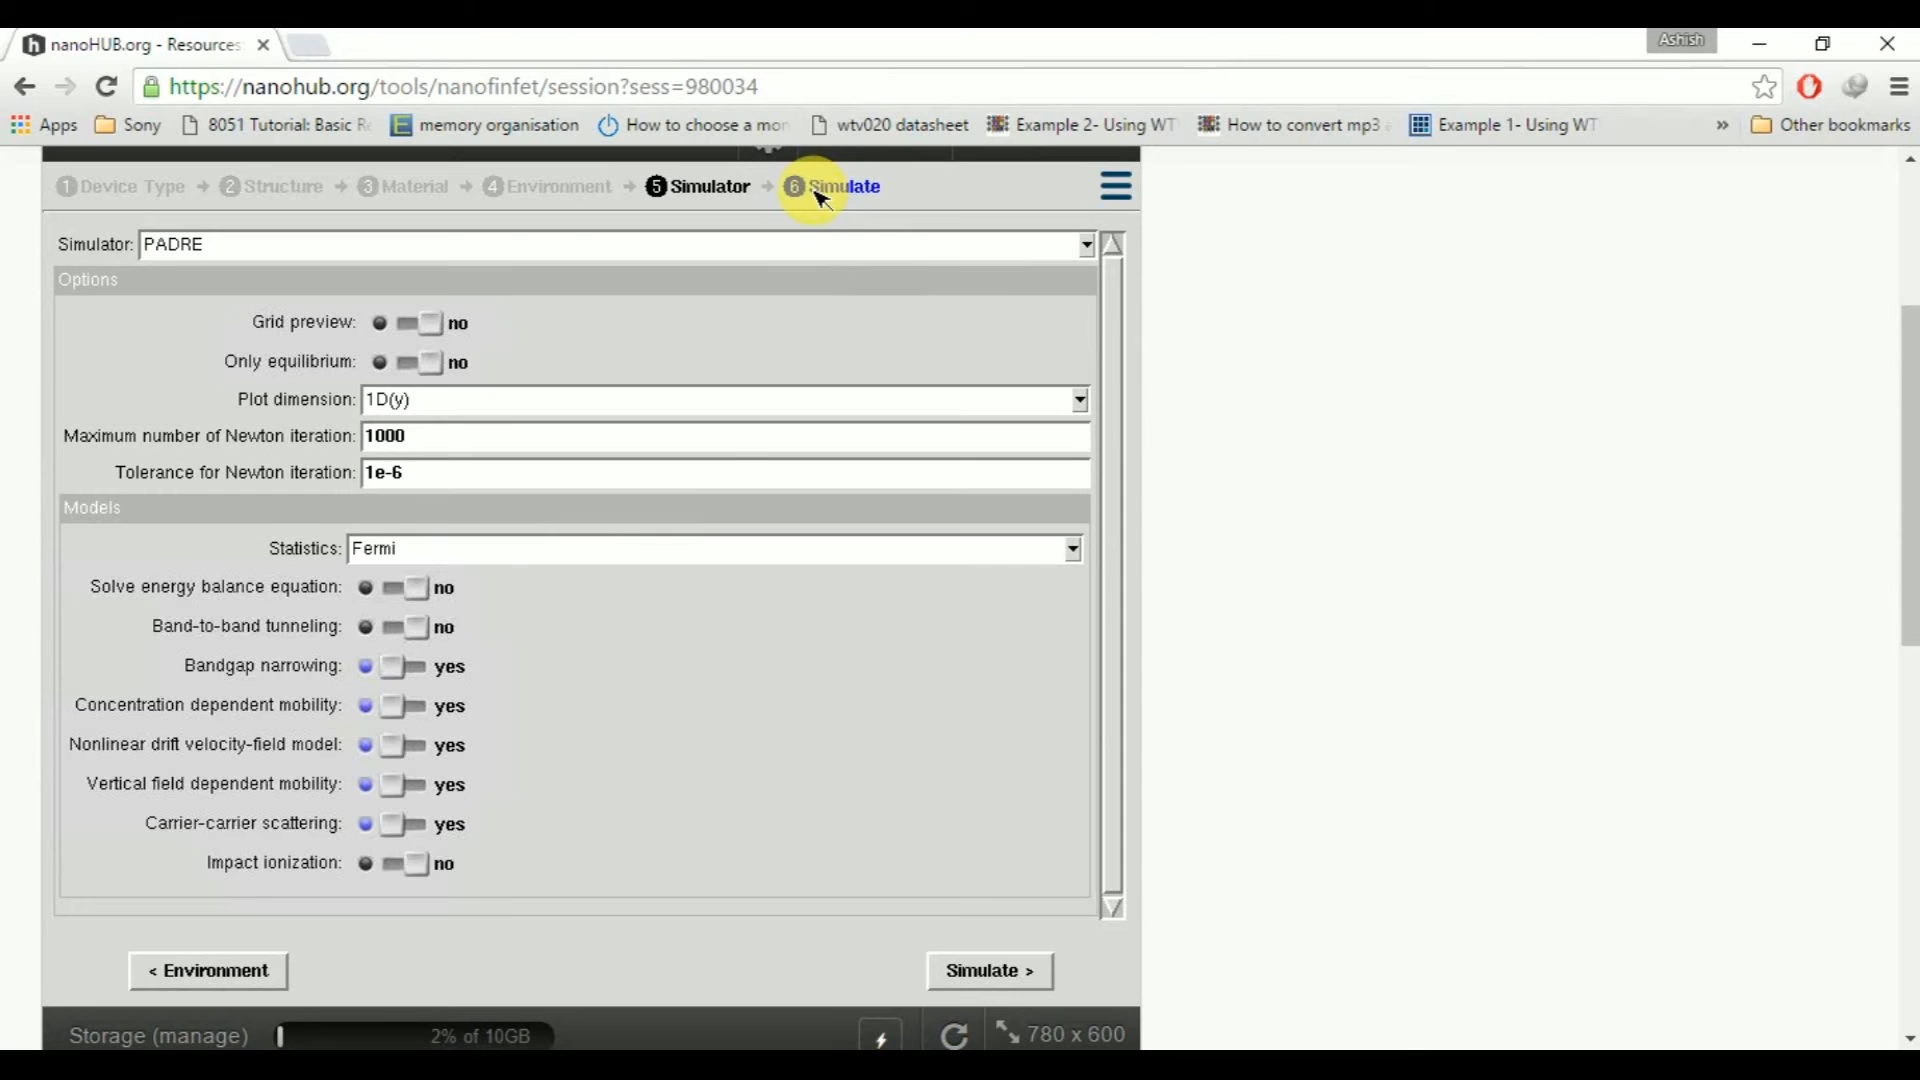 nanoHUB.org - Resources
Ashish
https://nanohub.org/tools/nanofinfet/session?sess=980034
Apps Sony 8051 Tutorial: Basic memory organisation How to choose a wtv020 datasheet Example 2- Using WT How to convert mp3 Example 1- Using WT » Other bookmarks
1 Device Type → 2 Structure → 3 Material → 4 Environment → 5 Simulator → 6 Simulate
Simulator: PADRE
Options
Grid preview: no
Only equilibrium: no
Plot dimension: 1D(y)
Maximum number of Newton iteration: 1000
Tolerance for Newton iteration: 1e-6
Models
Statistics: Fermi
Solve energy balance equation: no
Band-to-band tunneling: no
Bandgap narrowing: yes
Concentration dependent mobility: yes
Nonlinear drift velocity-field model: yes
Vertical field dependent mobility: yes
Carrier-carrier scattering: yes
Impact ionization: no
< Environment Simulate >
Storage (manage) 2% of 10GB 780 x 600